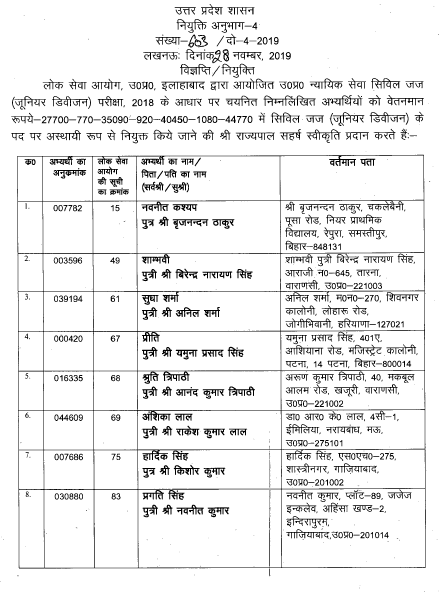 उत्तर प्रदेश शासन
नियुक्ति अनुभाग-4
संख्या-603/दो-4-2019
लखनऊः दिनांक 28 नवम्बर, 2019
विज्ञप्ति/नियुक्ति
लोक सेवा आयोग, उ0प्र0, इलाहाबाद द्वारा आयोजित उ0प्र0 न्यायिक सेवा सिविल जज
(जूनियर डिवीजन) परीक्षा, 2018 के आधार पर चयनित निम्नलिखित अभ्यर्थियों को वेतनमान
रूपये-27700-770-35090-920-40450-1080-44770 में सिविल जज (जूनियर डिवीजन) के
पद पर अस्थायी रूप से नियुक्त किये जाने की श्री राज्यपाल सहर्ष स्वीकृति प्रदान करते हैंः-
क0 अभ्यर्थी का अनुक्रमांक लोक सेवा आयोग की सूची का क्रमांक अभ्यर्थी का नाम/ पिता/पति का नाम (सर्वश्री/सुश्री) वर्तमान पता
1. 007782 15 नवनीत कश्यप
पुत्र श्री बृजनन्दन ठाकुर
श्री बृजनन्दन ठाकुर, चकलेबैनी,
पूसा रोड, नियर प्राथमिक
विद्यालय, रेपुरा, समस्तीपुर,
बिहार-848131
2. 003596 49 शाम्भवी
पुत्री श्री बिरेन्द्र नारायण सिंह
शाम्भवी पुत्री बिरेन्द्र नारायण सिंह,
आराजी न0-645, तारना,
वाराणसी, उ0प्र0-221003
3. 039194 61 सुधा शर्मा
पुत्री श्री अनिल शर्मा
अनिल शर्मा, म0न0-270, शिवनगर
कालोनी, लोहारू रोड,
जोगीभिवानी, हरियाणा-127021
4. 000420 67 प्रीति
पुत्री श्री यमुना प्रसाद सिंह
यमुना प्रसाद सिंह, 401ए,
आशियाना रोड, मजिस्ट्रेट कालोनी,
पटना, 14 पटना, बिहार-800014
5. 016335 68 श्रुति त्रिपाठी
पुत्री श्री आनंद कुमार त्रिपाठी
अरूण कुमार त्रिपाठी, 40, मकबूल
आलम रोड, खजूरी, वाराणसी,
उ0प्र0-221002
6. 044609 69 अंशिका लाल
पुत्री श्री राकेश कुमार लाल
डा0 आर0 के0 लाल, 4सी-1,
ईमिलिया, नरायबांध, मऊ,
उ0प्र0-275101
7. 007686 75 हार्दिक सिंह
पुत्र श्री किशोर कुमार
हार्दिक सिंह, एस0एच0-275,
शास्त्रीनगर, गाज़ियाबाद,
उ0प्र0-201002
8. 030880 83 प्रगति सिंह
पुत्री श्री नवनीत कुमार
नवनीत कुमार, प्लॉट-89, जजेज
इन्कलेव, अहिंसा खण्ड-2,
इन्दिरापुरम,
गाज़ियाबाद,उ0प्र0-201014